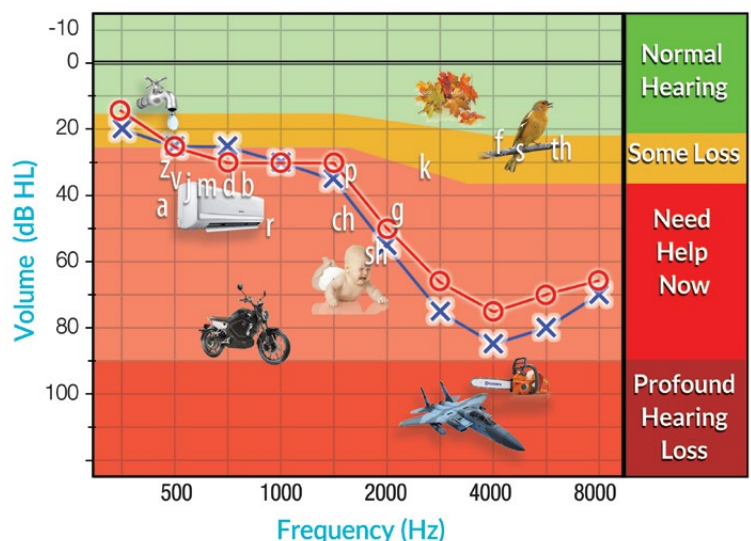 -10
0
20
40
60
80
100
Volume (dB HL)
500
1000
2000
4000
8000
Frequency (Hz)
Normal
Hearing
Some Loss
Need
Help
Now
Profound
Hearing
Loss
f
s
th
z
v
j
m
d
b
p
k
a
r
ch
g
sh